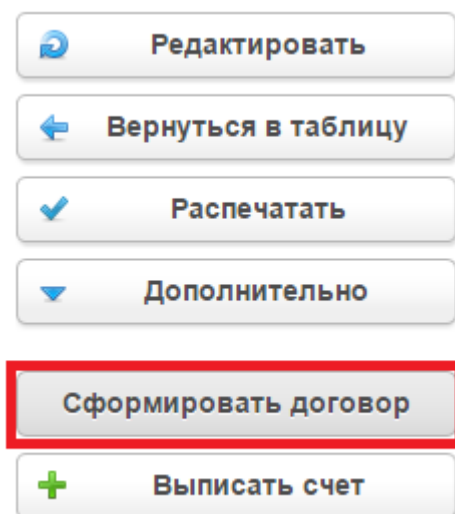 Редактировать
Вернуться в таблицу
Распечатать
Дополнительно
Сформировать договор
Выписать счет